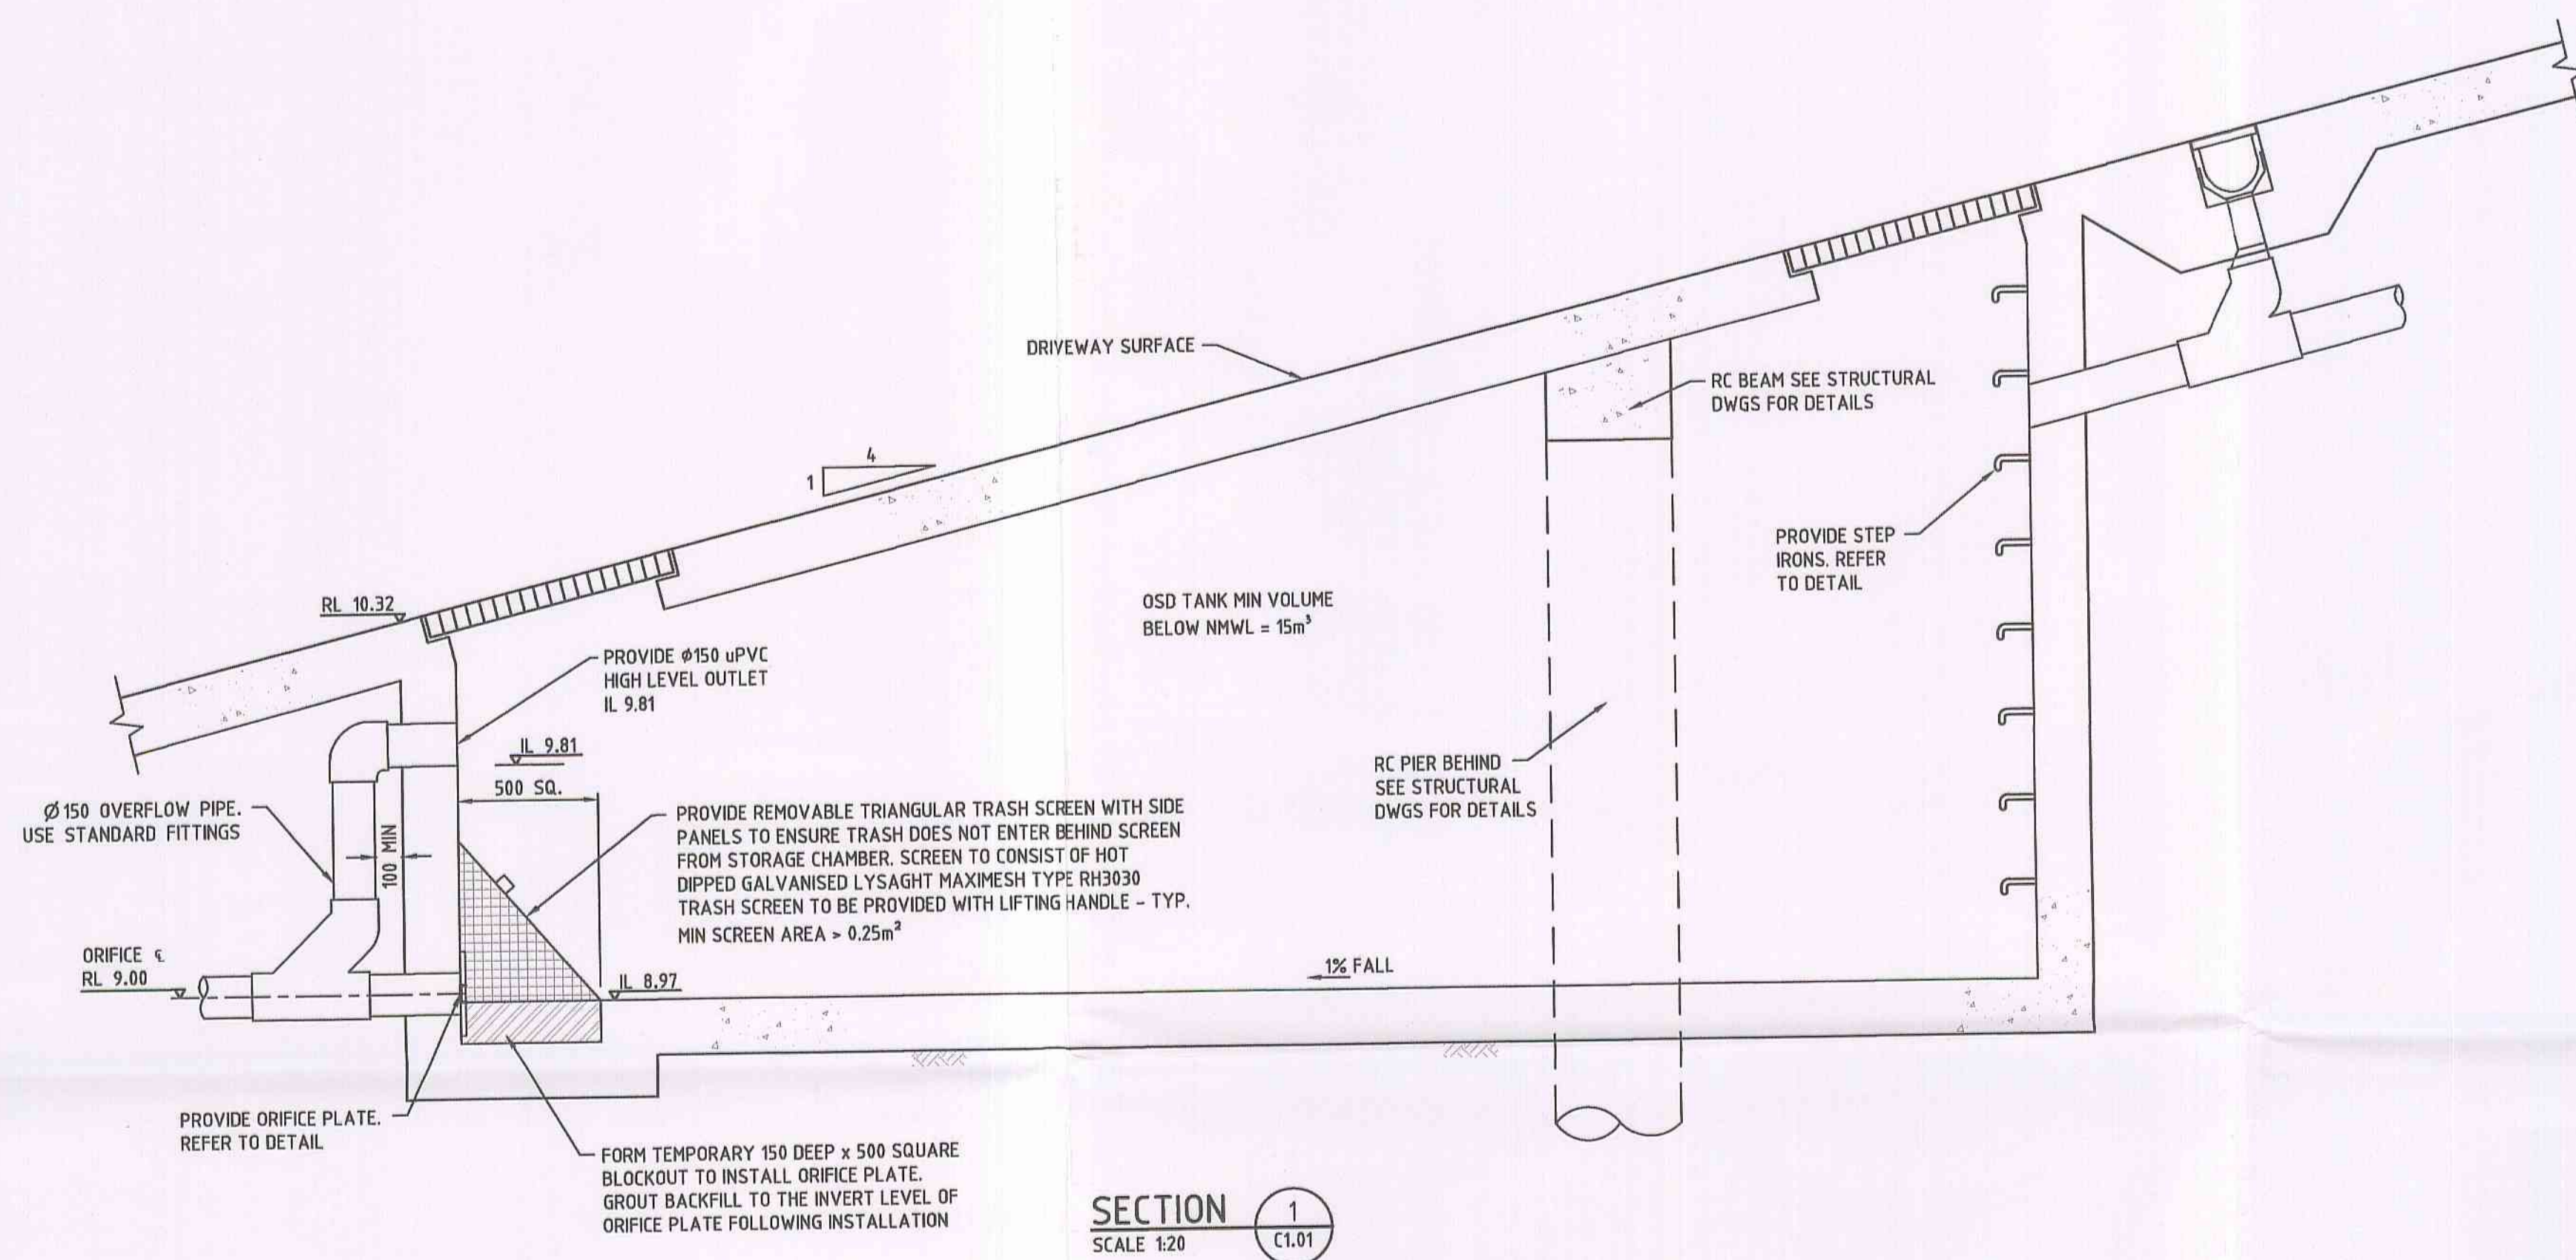 DRIVEWAY SURFACE
RC BEAM SEE STRUCTURAL
DWGS FOR DETAILS
4
1
PROVIDE STEP
IRONS. REFER
TO DETAIL
RL 10.32
OSD TANK MIN VOLUME
BELOW NMWL = 15m³
PROVIDE ϕ150 uPVC
HIGH LEVEL OUTLET
IL 9.81
IL 9.81
500 SQ.
RC PIER BEHIND
SEE STRUCTURAL
DWGS FOR DETAILS
Ø150 OVERFLOW PIPE.
USE STANDARD FITTINGS
100 MIN
PROVIDE REMOVABLE TRIANGULAR TRASH SCREEN WITH SIDE
PANELS TO ENSURE TRASH DOES NOT ENTER BEHIND SCREEN
FROM STORAGE CHAMBER. SCREEN TO CONSIST OF HOT
DIPPED GALVANISED LYSAGHT MAXIMESH TYPE RH3030
TRASH SCREEN TO BE PROVIDED WITH LIFTING HANDLE - TYP.
MIN SCREEN AREA > 0.25m²
ORIFICE ℄
RL 9.00
IL 8.97
1% FALL
PROVIDE ORIFICE PLATE.
REFER TO DETAIL
FORM TEMPORARY 150 DEEP x 500 SQUARE
BLOCKOUT TO INSTALL ORIFICE PLATE.
GROUT BACKFILL TO THE INVERT LEVEL OF
ORIFICE PLATE FOLLOWING INSTALLATION
SECTION
SCALE 1:20
1
C1.01